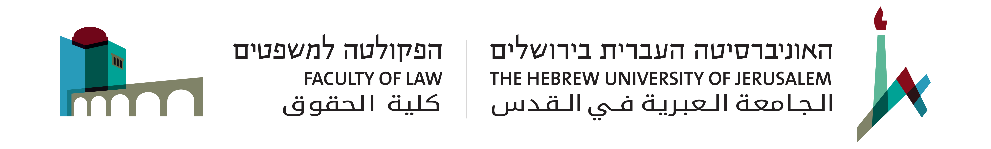 האוניברסיטה העברית בירושלים
THE HEBREW UNIVERSITY OF JERUSALEM
الجامعة العبرية في القدس
הפקולטה למשפטים
FACULTY OF LAW
كلية الحقوق